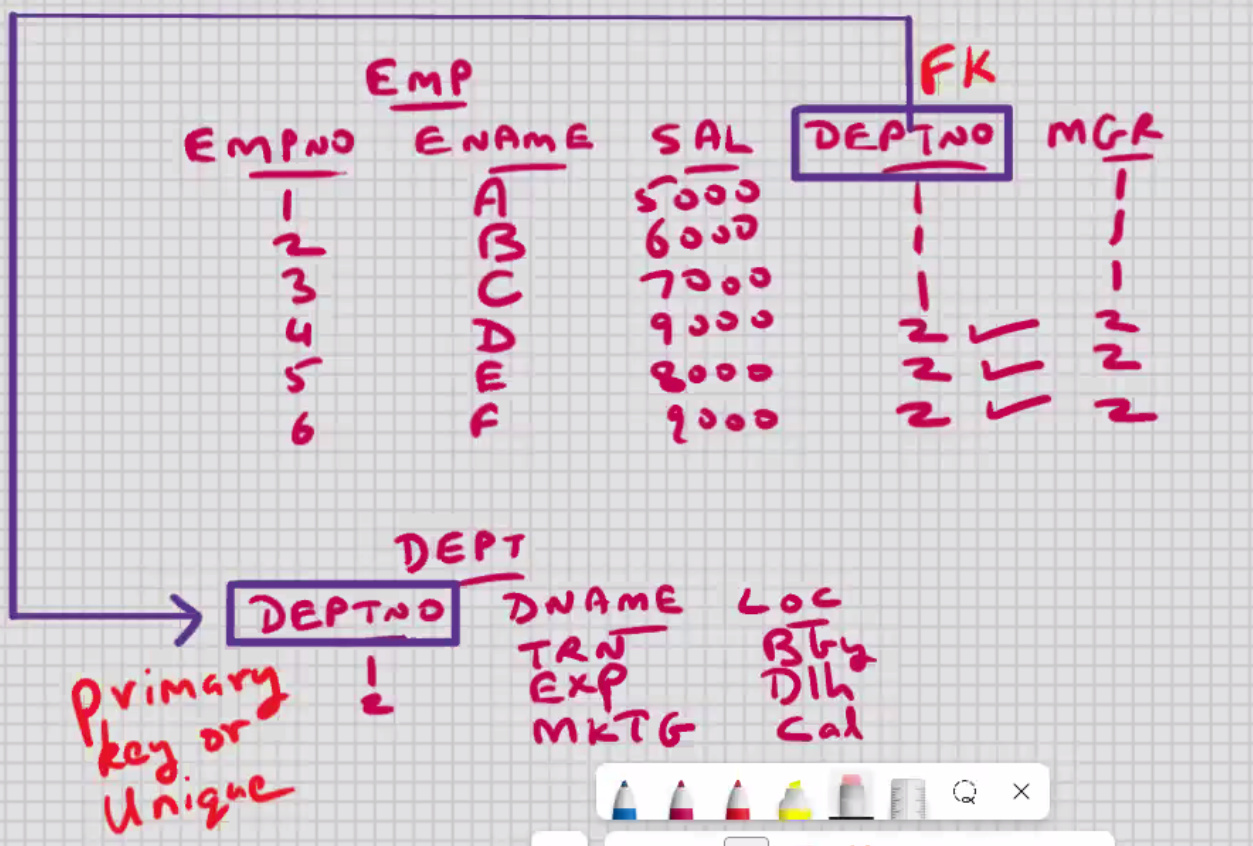 FK
EMP
EMPNO ENAME SAL DEPTNO MGR
1 A 5000 1 1
2 B 6000 1 1
3 C 7000 1 1
4 D 9000 2 2
5 E 8000 2 2
6 F 9000 2 2
DEPT
DEPTNO DNAME LOC
1 TRN
2 EXP Dlh
MKTG Cal
Primary
key or
Unique